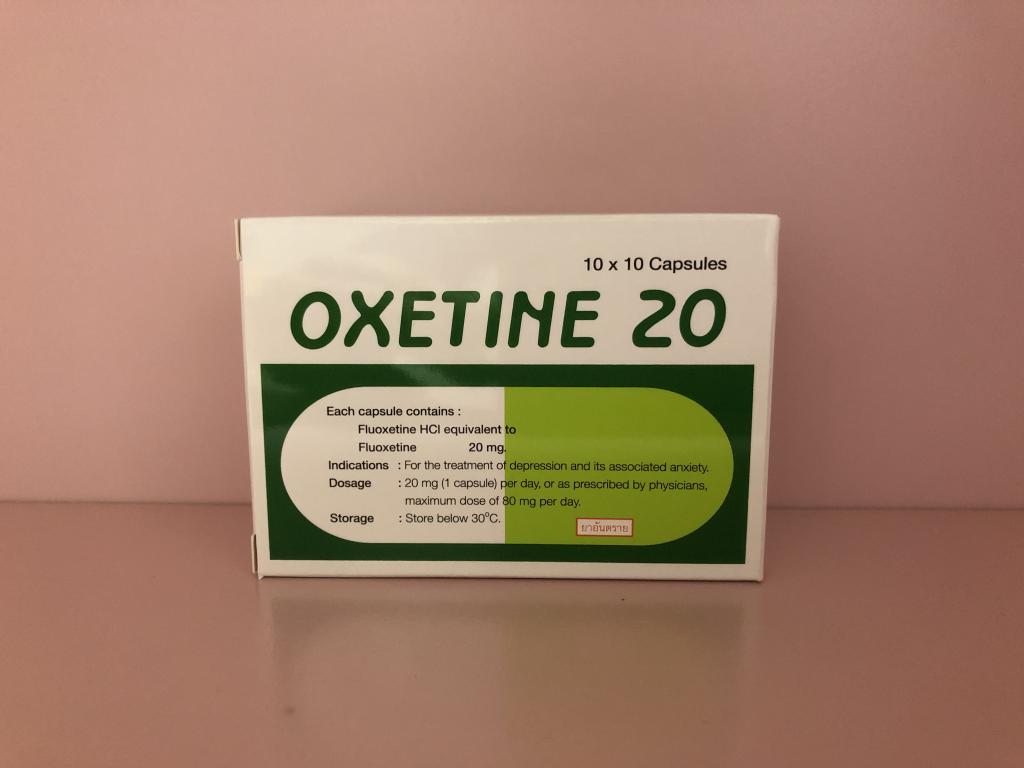 10 x 10 Capsules
OXETINE 20
Each capsule contains :
Fluoxetine HCl equivalent to
Fluoxetine 20 mg.
Indications : For the treatment of depression and its associated anxiety.
Dosage : 20 mg (1 capsule) per day, or as prescribed by physicians,
maximum dose of 80 mg per day.
Storage : Store below 30°C.
ยาอันตราย